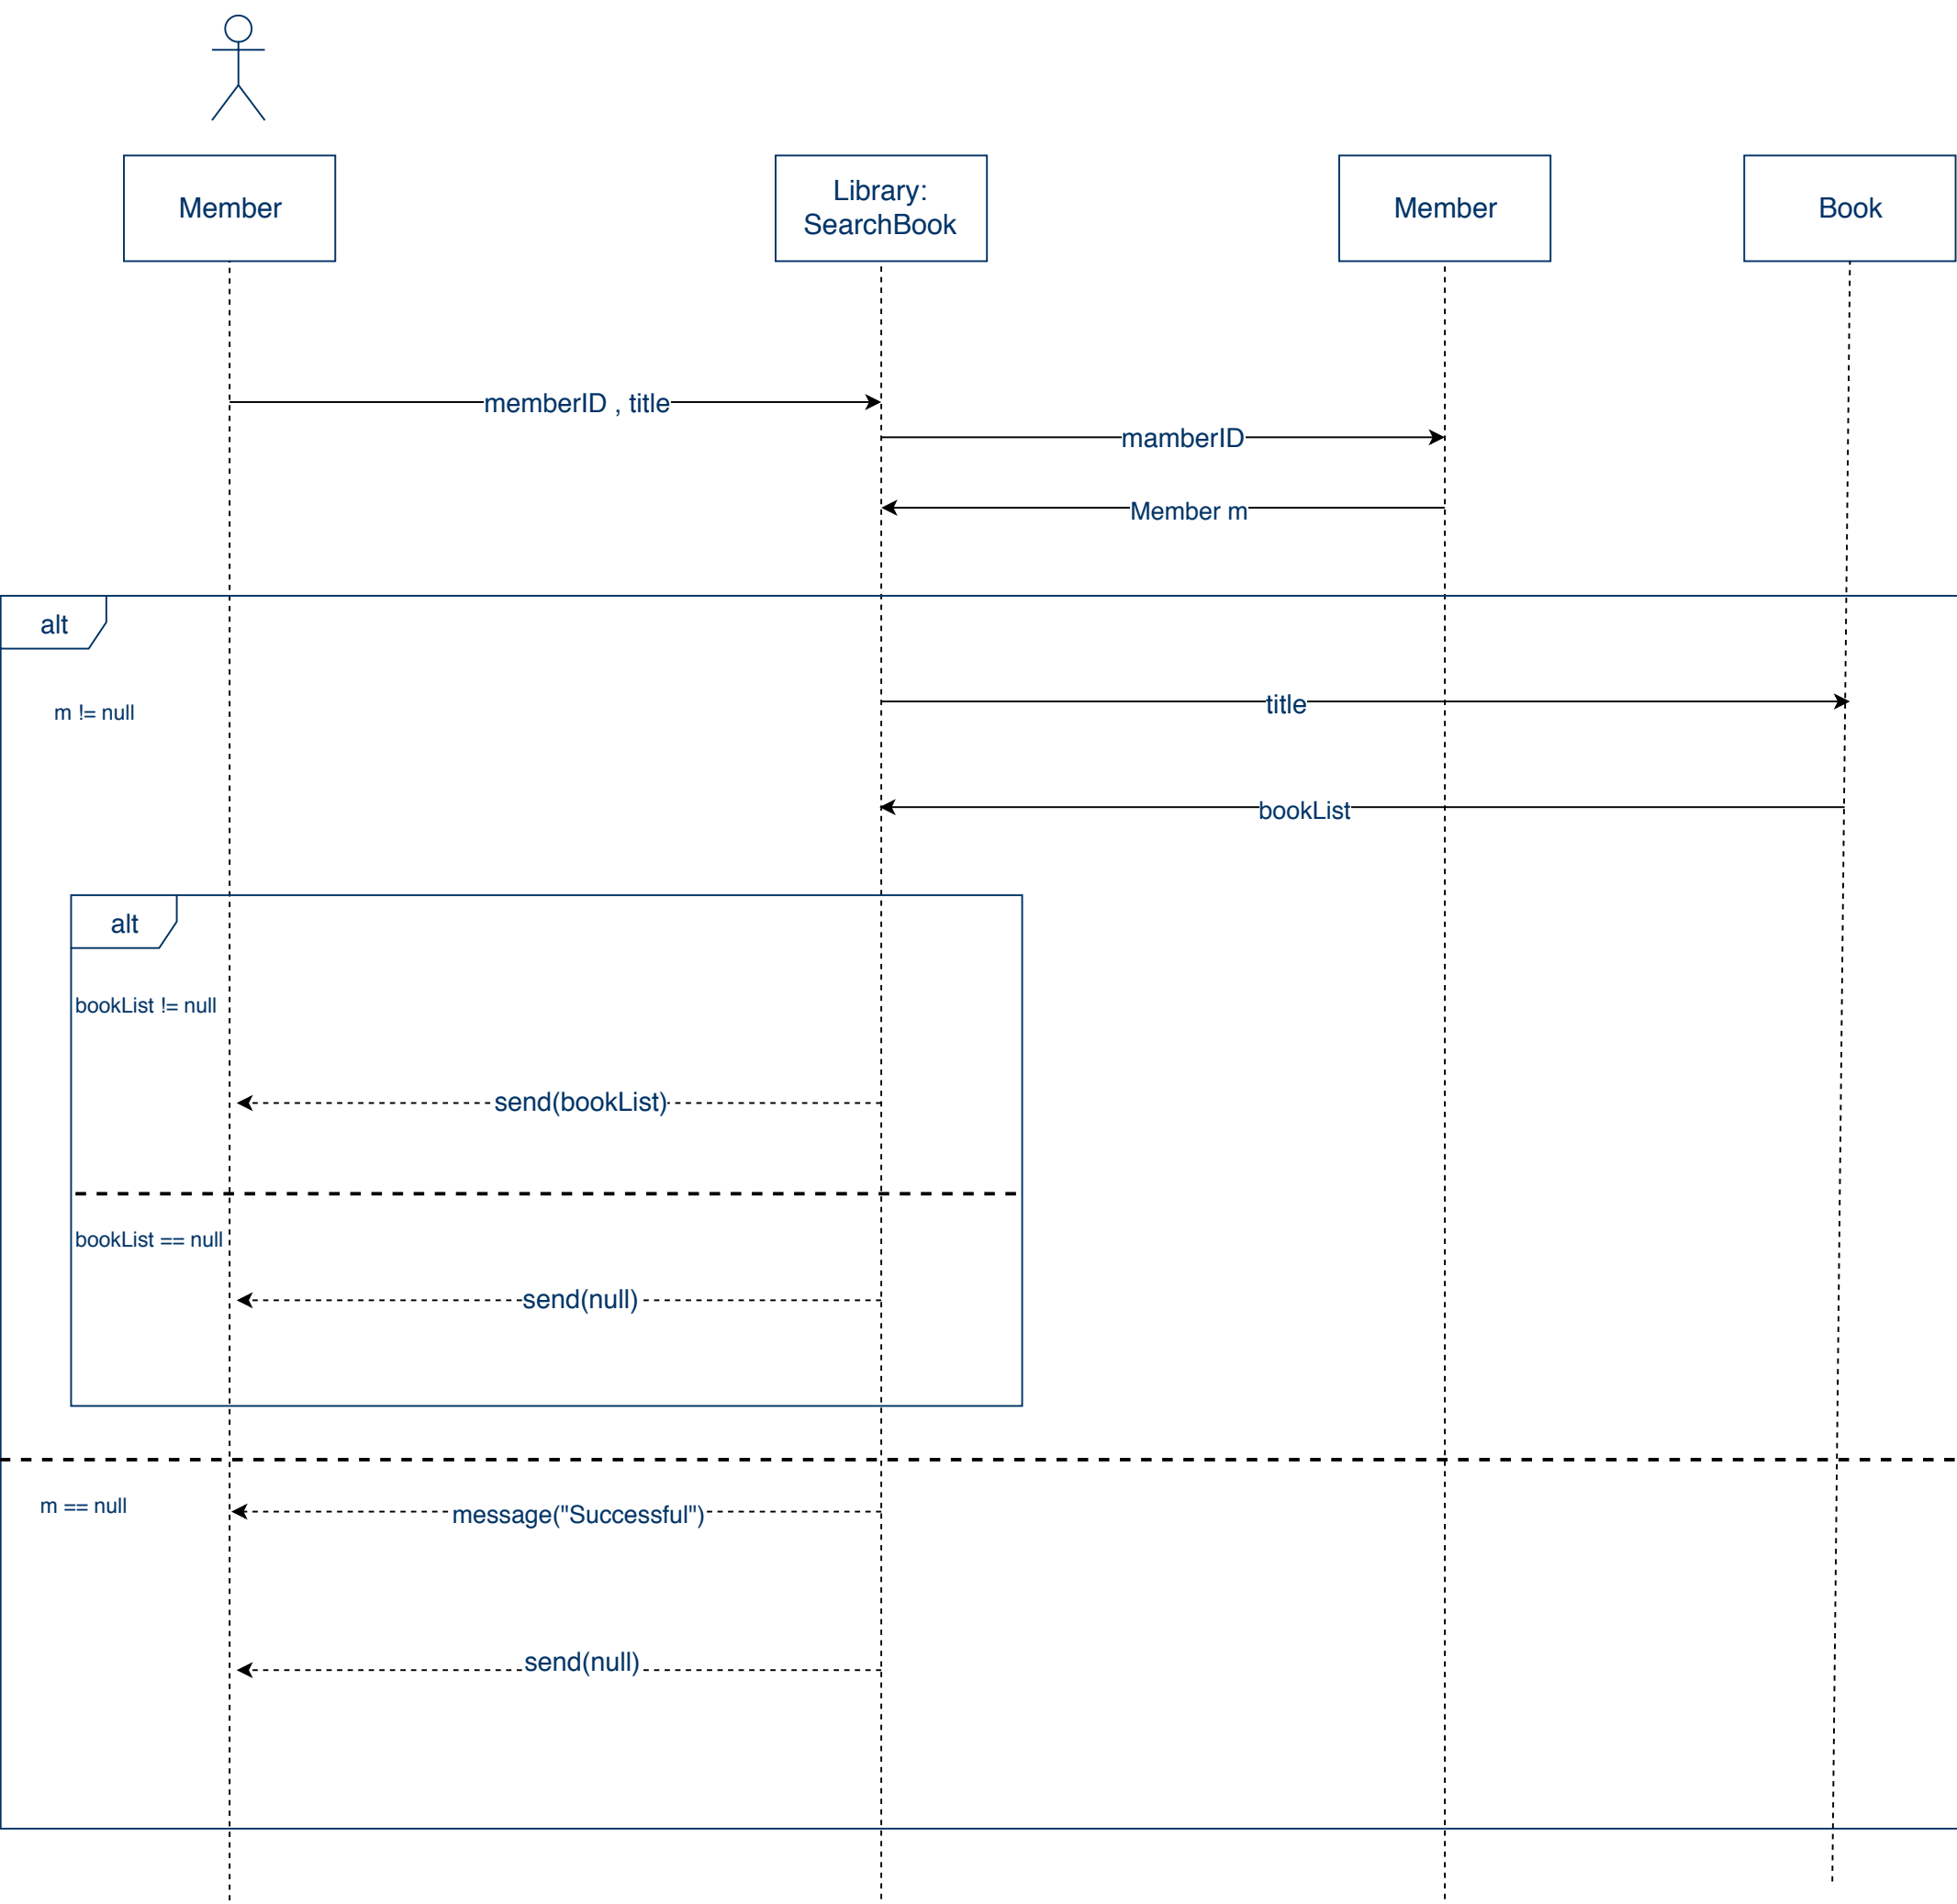 Member
Library:
SearchBook
Member
Book
memberID , title
mamberID
Member m
alt
m != null
title
bookList
alt
bookList != null
send(bookList)
bookList == null
send(null)
m == null
message("Successful")
send(null)